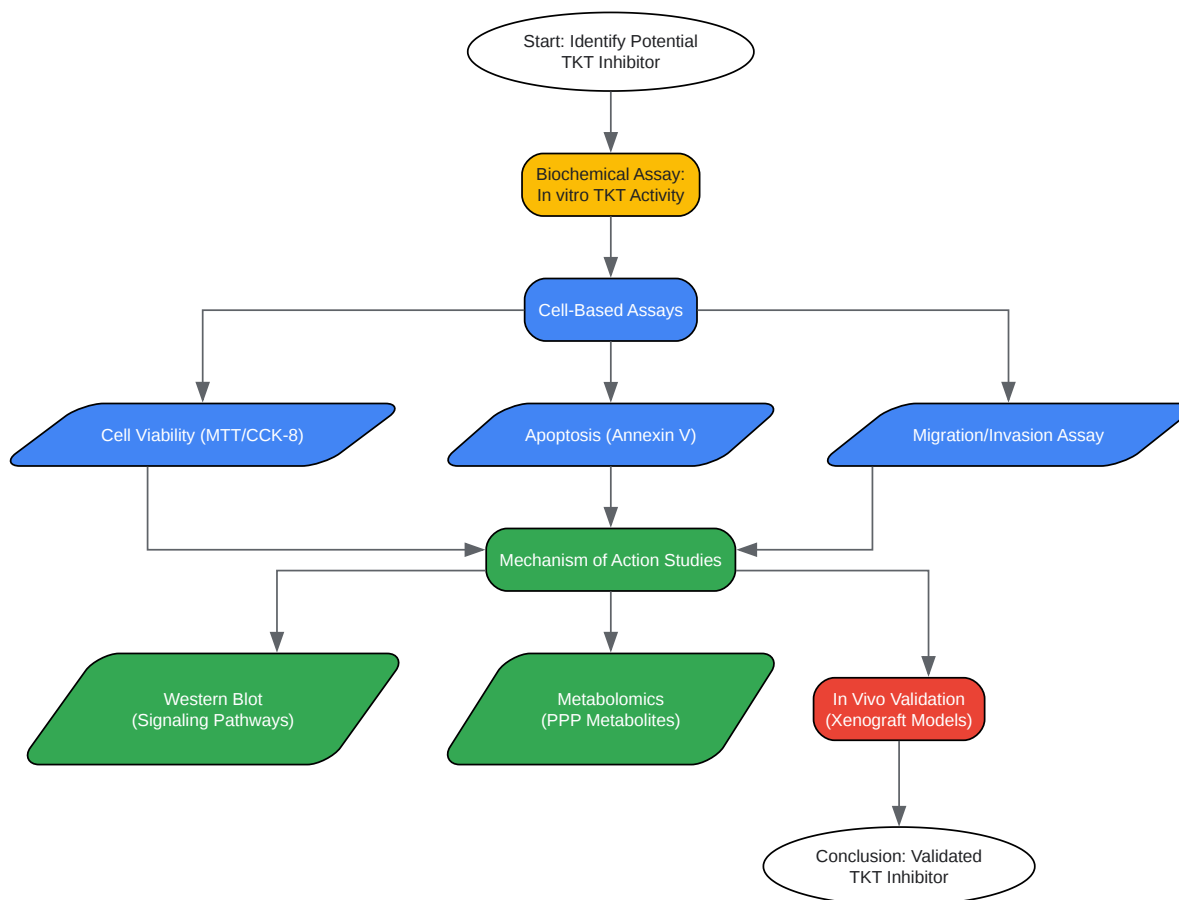 Start: Identify Potential
TKT Inhibitor
Biochemical Assay:
In vitro TKT Activity
Cell-Based Assays
Cell Viability (MTT/CCK-8)
Apoptosis (Annexin V)
Migration/Invasion Assay
Mechanism of Action Studies
Western Blot
(Signaling Pathways)
Metabolomics
(PPP Metabolites)
In Vivo Validation
(Xenograft Models)
Conclusion: Validated
TKT Inhibitor